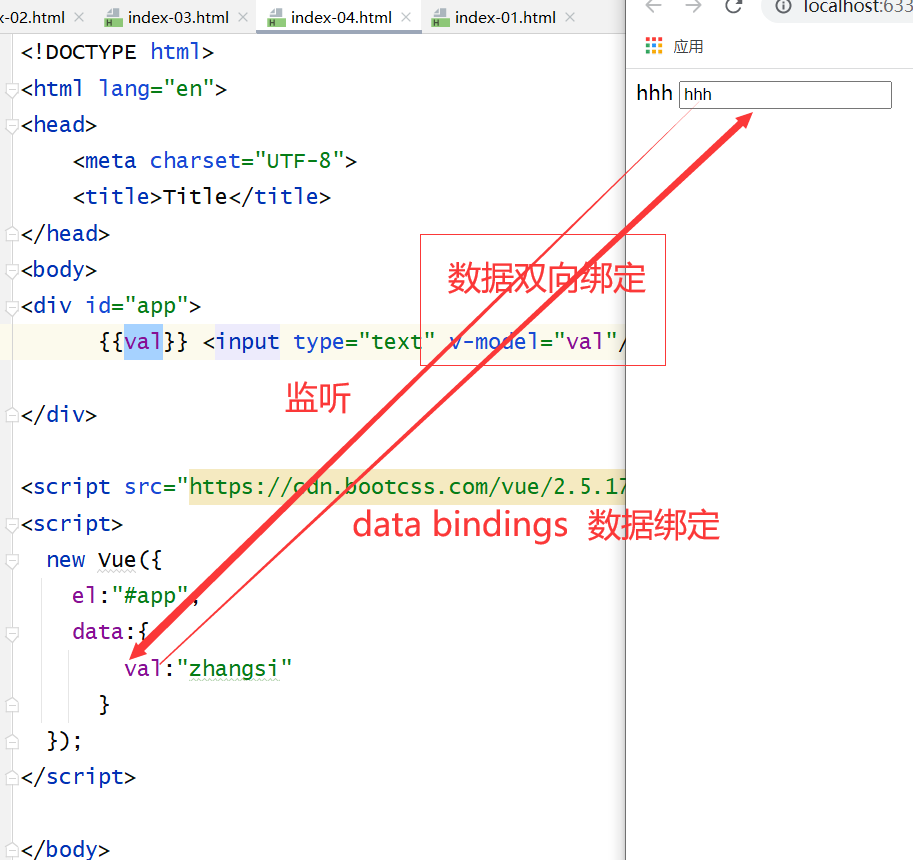 x-02.html index-03.html index-04.html index-01.html
localhost:633
应用
hhh hhh
<!DOCTYPE html>
<html lang="en">
<head>
<meta charset="UTF-8">
<title>Title</title>
</head>
<body>
数据双向绑定
<div id="app">
{{val}} <input type="text" v-model="val"/
监听
</div>
<script src="https://cdn.bootcss.com/vue/2.5.17
<script>
data bindings 数据绑定
new Vue({
el:"#app",
data:{
val:"zhangsi"
}
});
</script>
</body>